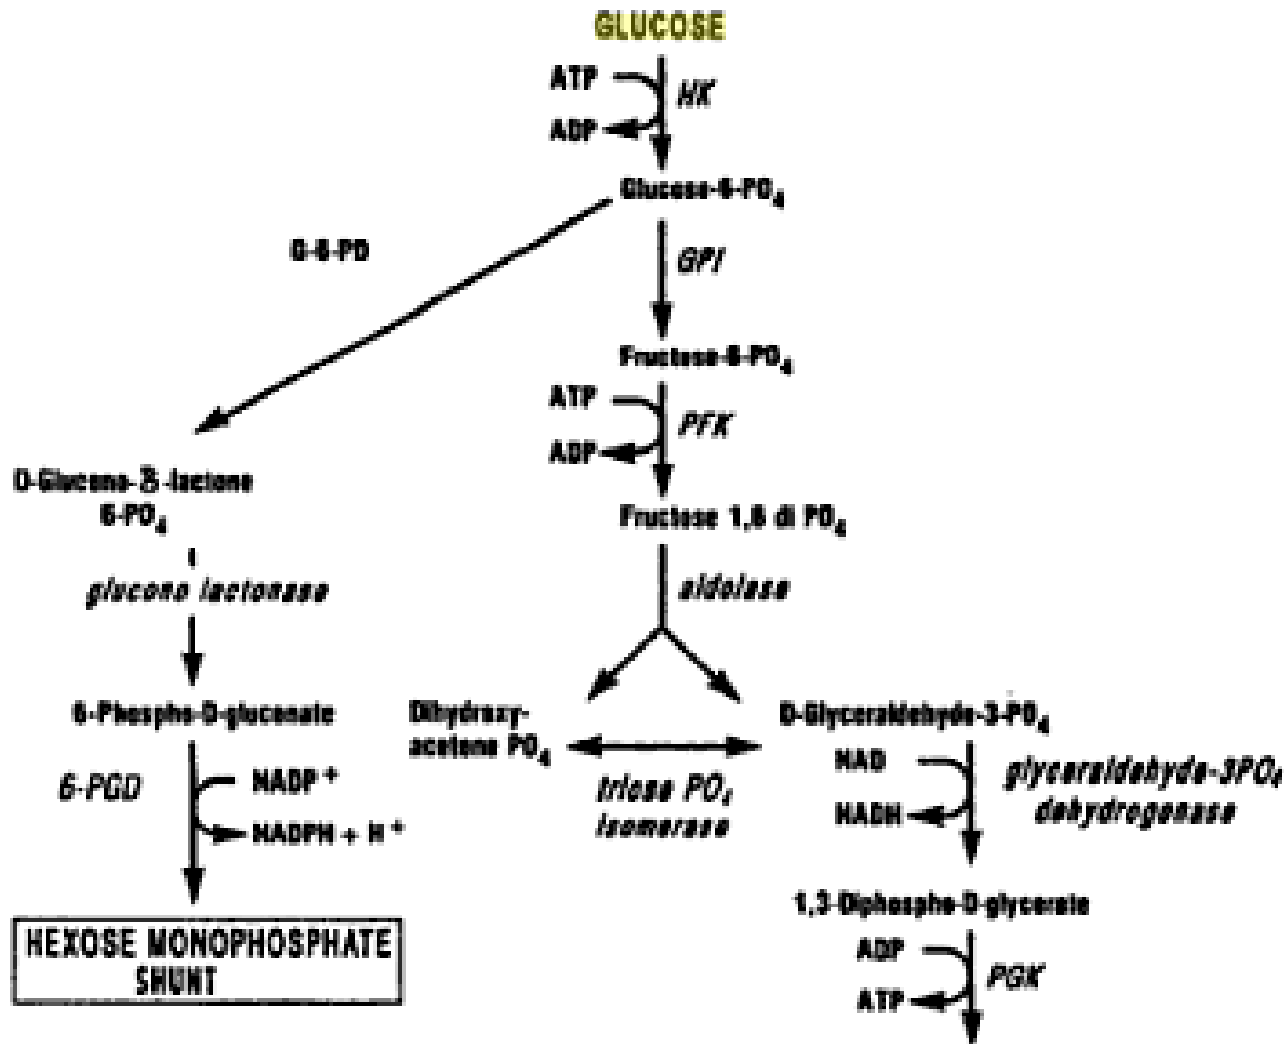 GLUCOSE
ATP
HK
ADP
Glucose-6-PO4
G-6-PD
GPI
Fructose-6-PO4
ATP
PFK
ADP
D-Glucono-δ-lactone
6-PO4
Fructose 1,6 di PO4
glucono lactonase
aldolase
6-Phospho-D-gluconate
Dihydroxy-
acetone PO4
D-Glyceraldehyde-3-PO4
6-PGD
NADP+
NADPH + H+
triose PO4
isomerase
NAD
NADH
glyceraldehyde-3PO4
dehydrogenase
1,3-Diphospho-D-glycerate
HEXOSE MONOPHOSPHATE
SHUNT
ADP
PGK
ATP